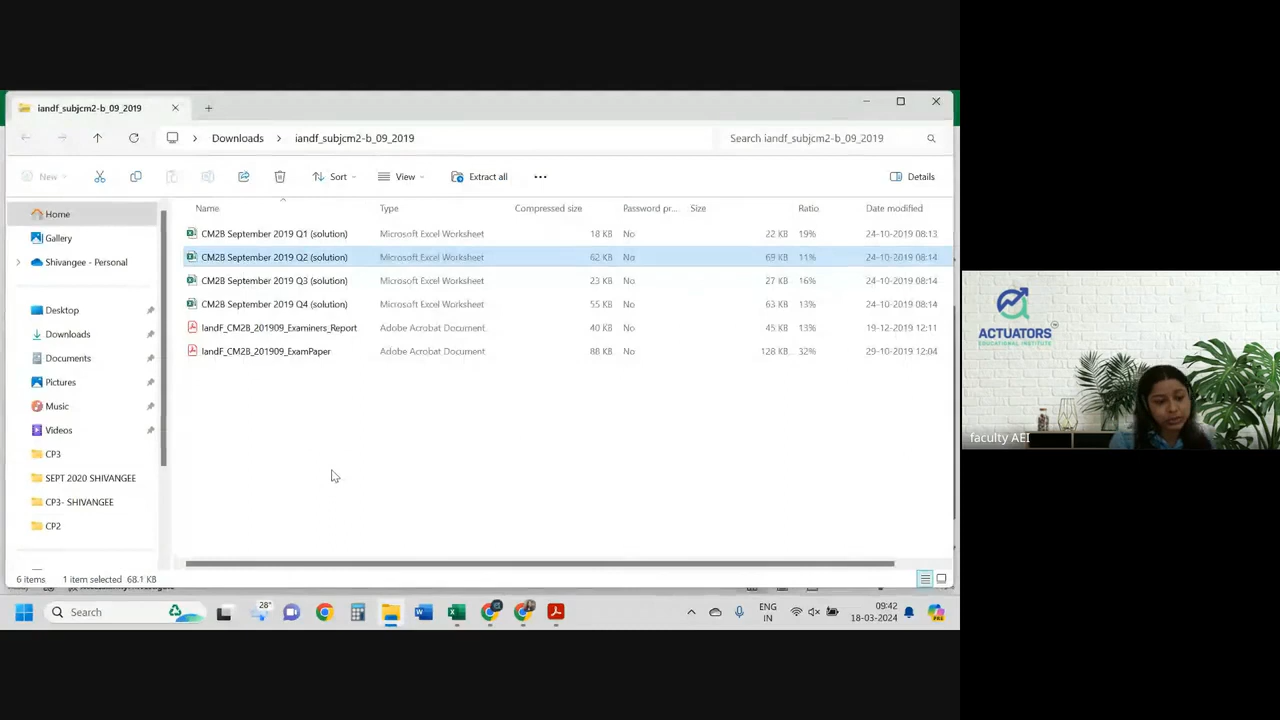 iandf_subjcm2-b_09_2019
Downloads > iandf_subjcm2-b_09_2019
Search iandf_subjcm2-b_09_2019
New
Sort
View
Extract all
Details
Name Type Compressed size Password pr... Size Ratio Date modified
CM2B September 2019 Q1 (solution) Microsoft Excel Worksheet 18 KB No 22 KB 19% 24-10-2019 08:13
CM2B September 2019 Q2 (solution) Microsoft Excel Worksheet 62 KB No 69 KB 11% 24-10-2019 08:14
CM2B September 2019 Q3 (solution) Microsoft Excel Worksheet 23 KB No 27 KB 16% 24-10-2019 08:14
CM2B September 2019 Q4 (solution) Microsoft Excel Worksheet 55 KB No 63 KB 13% 24-10-2019 08:14
IandF_CM2B_201909_Examiners_Report Adobe Acrobat Document 40 KB No 45 KB 13% 19-12-2019 12:11
IandF_CM2B_201909_ExamPaper Adobe Acrobat Document 88 KB No 128 KB 32% 29-10-2019 12:04
Home
Gallery
Shivangee - Personal
Desktop
Downloads
Documents
Pictures
Music
Videos
CP3
SEPT 2020 SHIVANGEE
CP3- SHIVANGEE
CP2
6 items 1 item selected 68.1 KB
Search
28°
ENG
IN
09:42
18-03-2024
ACTUATORS
EDUCATIONAL INSTITUTE
faculty AEI